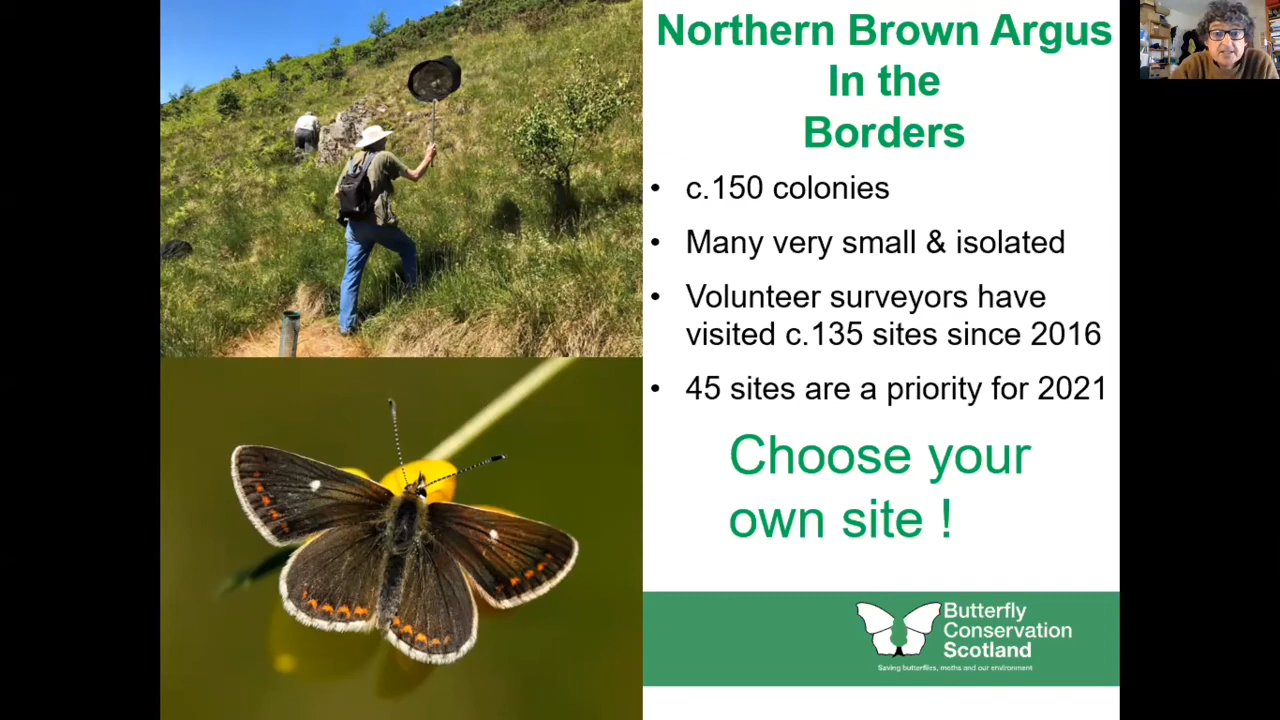 Northern Brown Argus
In the
Borders
• c.150 colonies
• Many very small & isolated
• Volunteer surveyors have
visited c.135 sites since 2016
• 45 sites are a priority for 2021
Choose your
own site !
Butterfly
Conservation
Scotland
Saving butterflies, moths and our environment